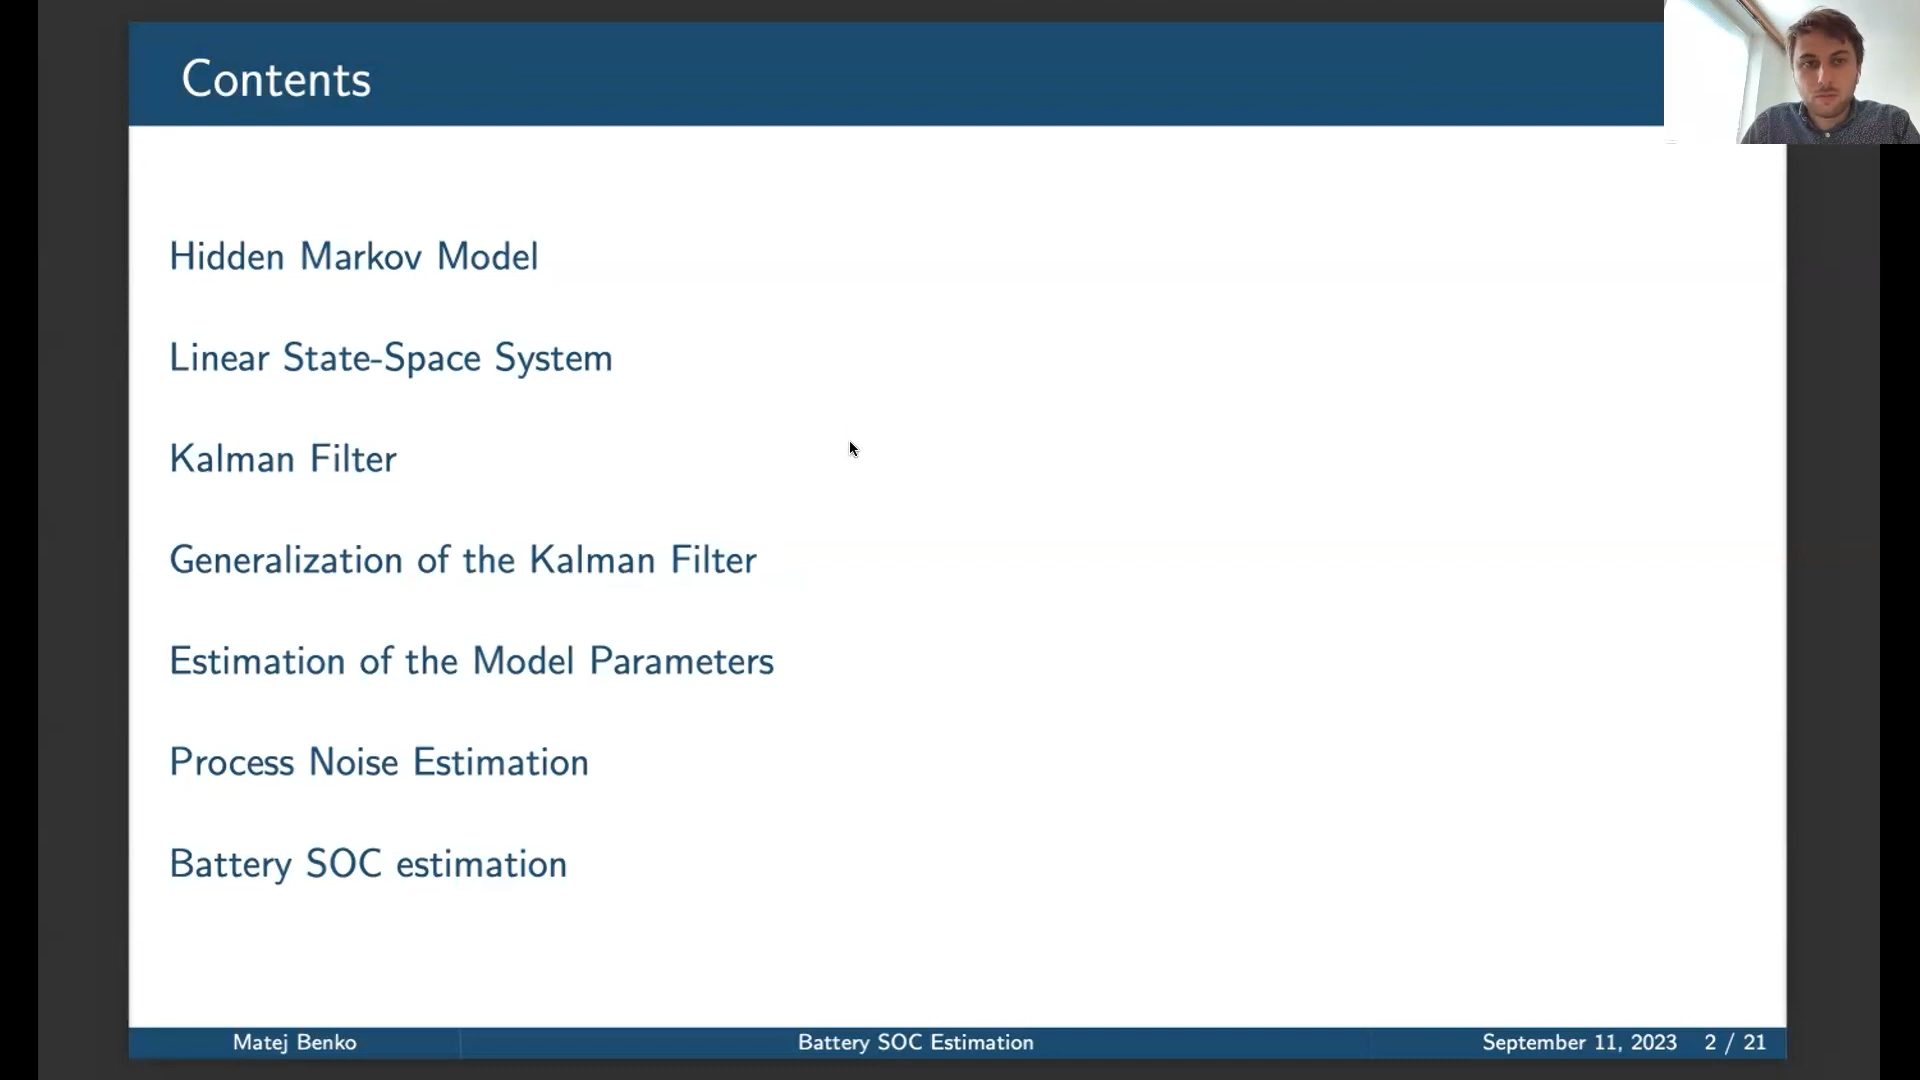 Contents
Hidden Markov Model
Linear State-Space System
Kalman Filter
Generalization of the Kalman Filter
Estimation of the Model Parameters
Process Noise Estimation
Battery SOC estimation
Matej Benko Battery SOC Estimation September 11, 2023 2 / 21